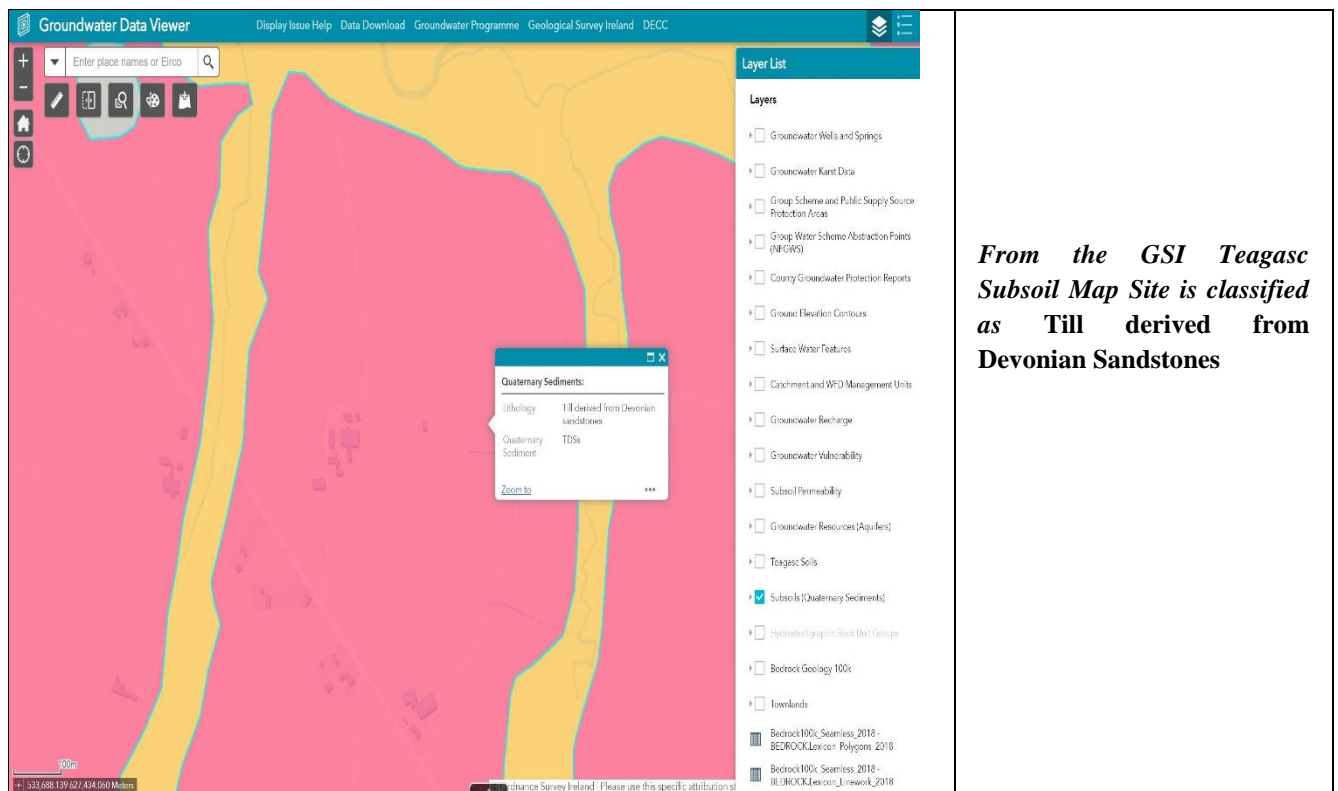 Groundwater Data Viewer
Display Issue Help Data Download Groundwater Programme Geological Survey Ireland DECC
Enter place names or Eirco
Layer List
Layers
Groundwater Wells and Springs
Groundwater Karst Data
Group Scheme and Public Supply Source
Protection Areas
Group Water Scheme Abstraction Points
(NFGWS)
County Groundwater Protection Reports
Ground Elevation Contours
Surface Water Features
Catchment and WFD Management Units
Groundwater Recharge
Groundwater Vulnerability
Subsoil Permeability
Groundwater Resources (Aquifers)
Teagasc Soils
Subsoils (Quaternary Sediments)
Hydrostratigraphic Rock Unit Groups
Bedrock Geology 100k
Townlands
Bedrock100k_Seamless_2018 -
BEDROCK.Lexicon_Polygons_2018
Bedrock100k_Seamless_2018 -
BEDROCK.Lexicon_Linework_2018
Quaternary Sediments:
Lithology Till derived from Devonian
sandstones
Quaternary TDSs
Sediment
Zoom to
100m
533,688.139 627,434.060 Meters
rdnance Survey Ireland | Please use this specific attribution st
From the GSI Teagasc
Subsoil Map Site is classified
as Till derived from
Devonian Sandstones